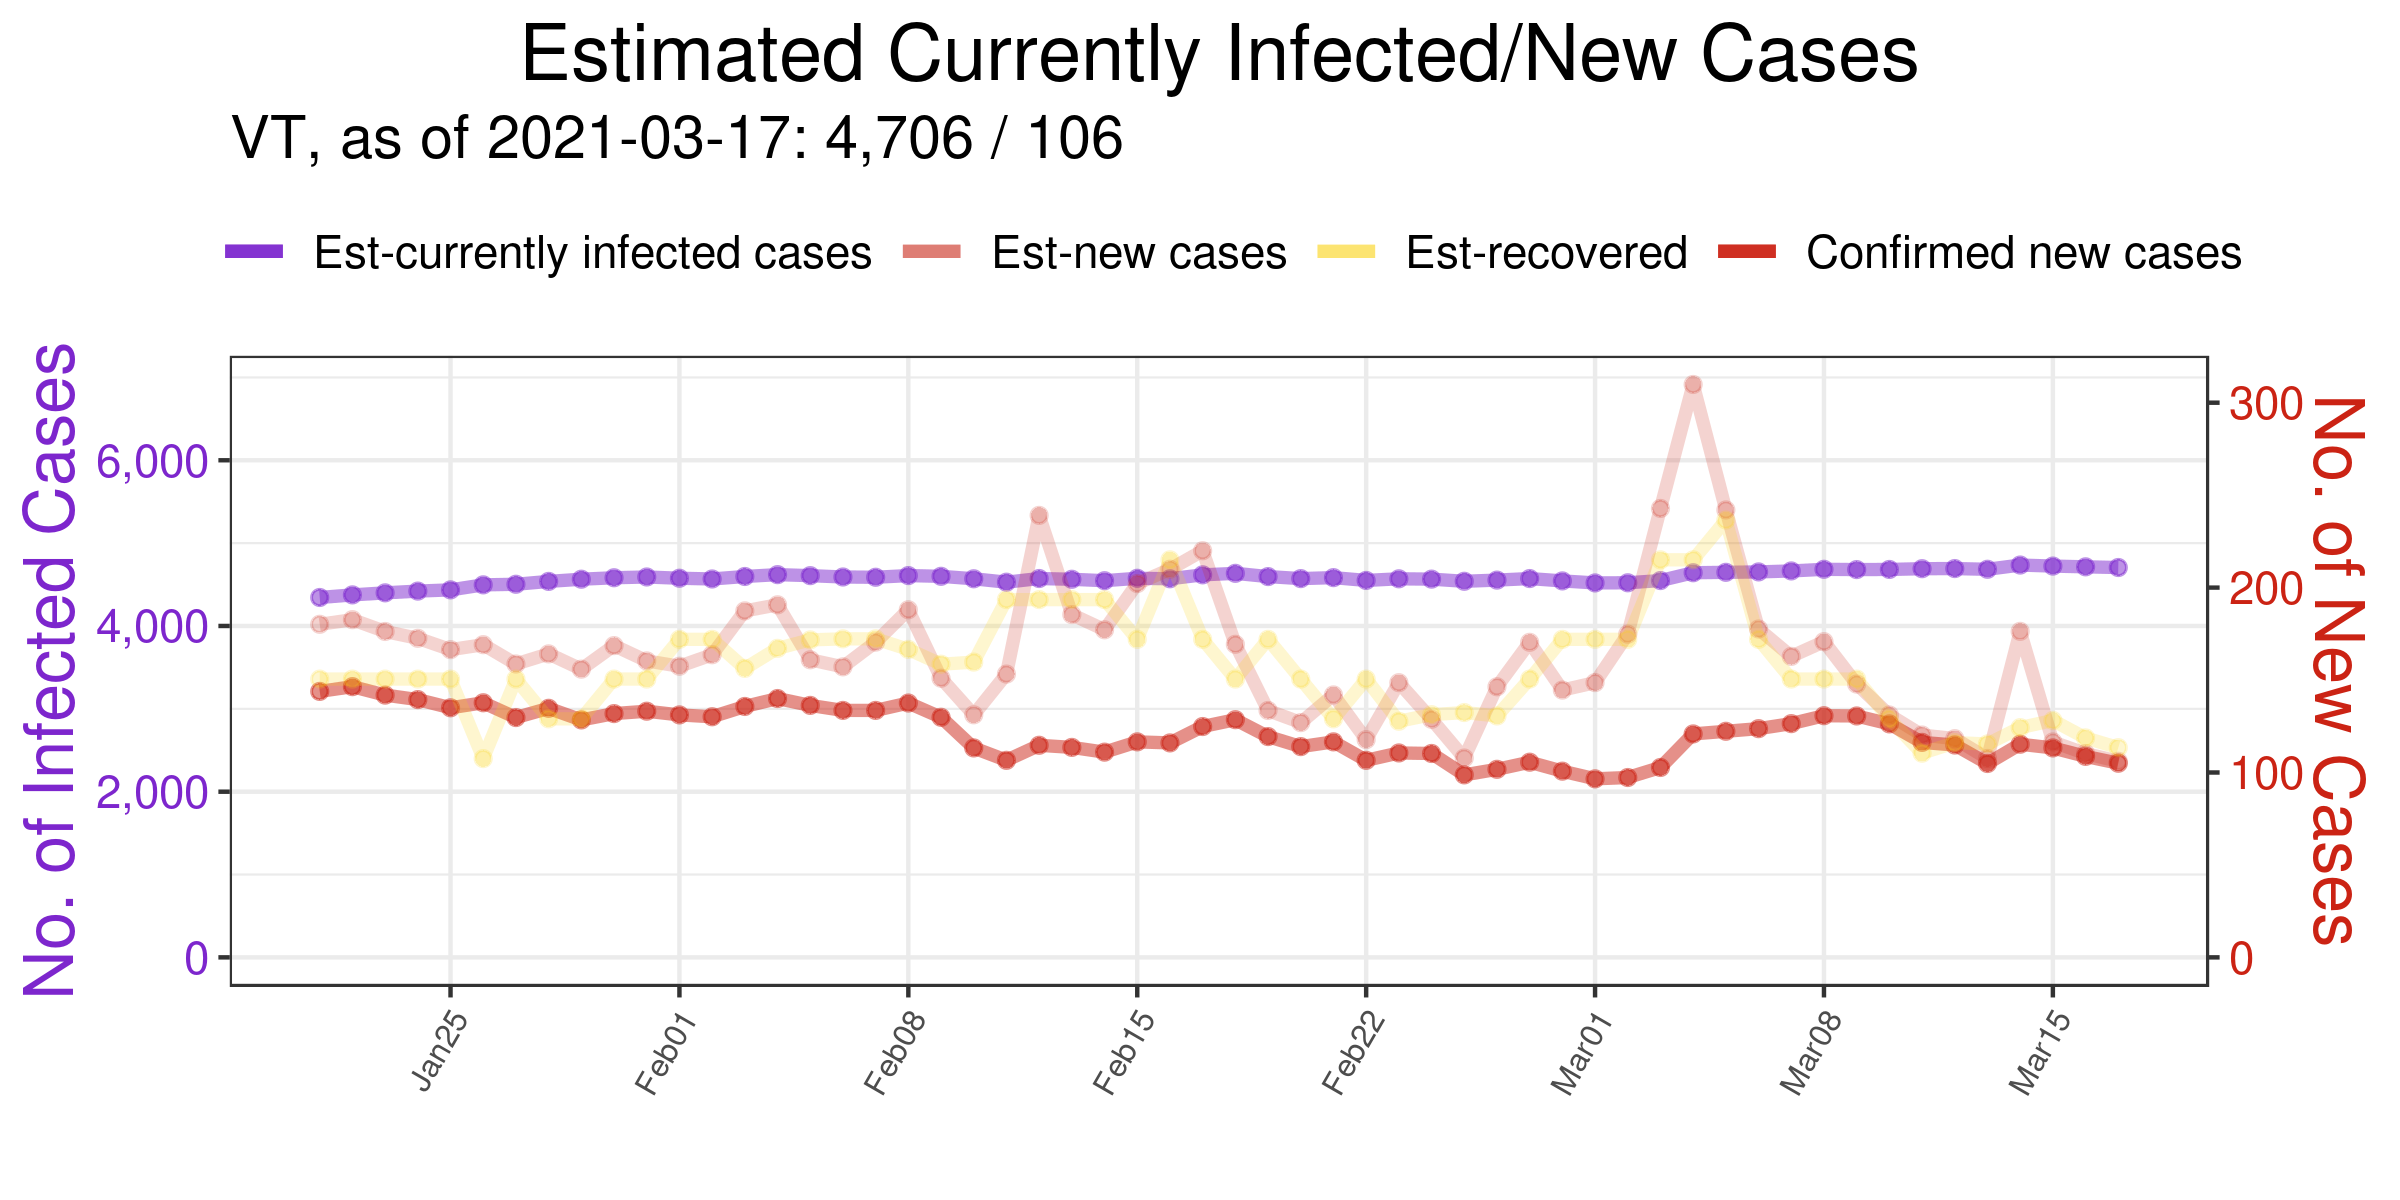 Estimated Currently Infected/New Cases
VT, as of 2021-03-17: 4,706 / 106
Est-currently infected cases
Est-new cases
Est-recovered
Confirmed new cases
No. of Infected Cases
6,000
4,000
2,000
0
300
200
100
0
No. of New Cases
Jan25
Feb01
Feb08
Feb15
Feb22
Mar01
Mar08
Mar15